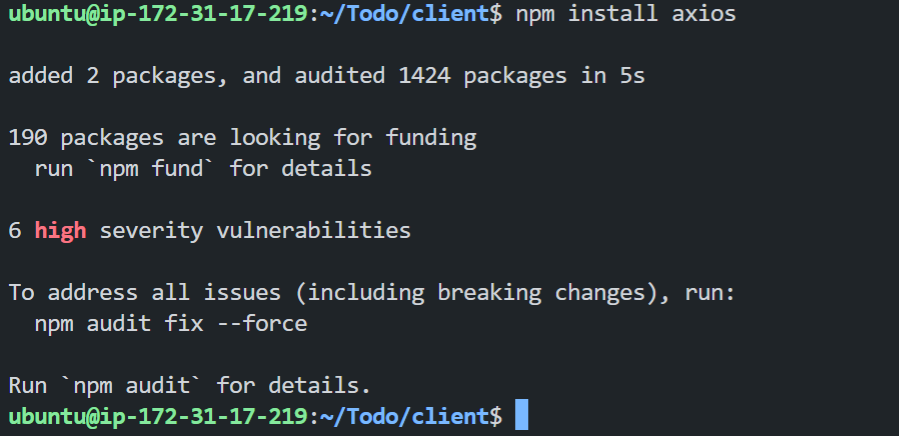 ubuntu@ip-172-31-17-219:~/Todo/client$ npm install axios
added 2 packages, and audited 1424 packages in 5s
190 packages are looking for funding
  run `npm fund` for details
6 high severity vulnerabilities
To address all issues (including breaking changes), run:
  npm audit fix --force
Run `npm audit` for details.
ubuntu@ip-172-31-17-219:~/Todo/client$